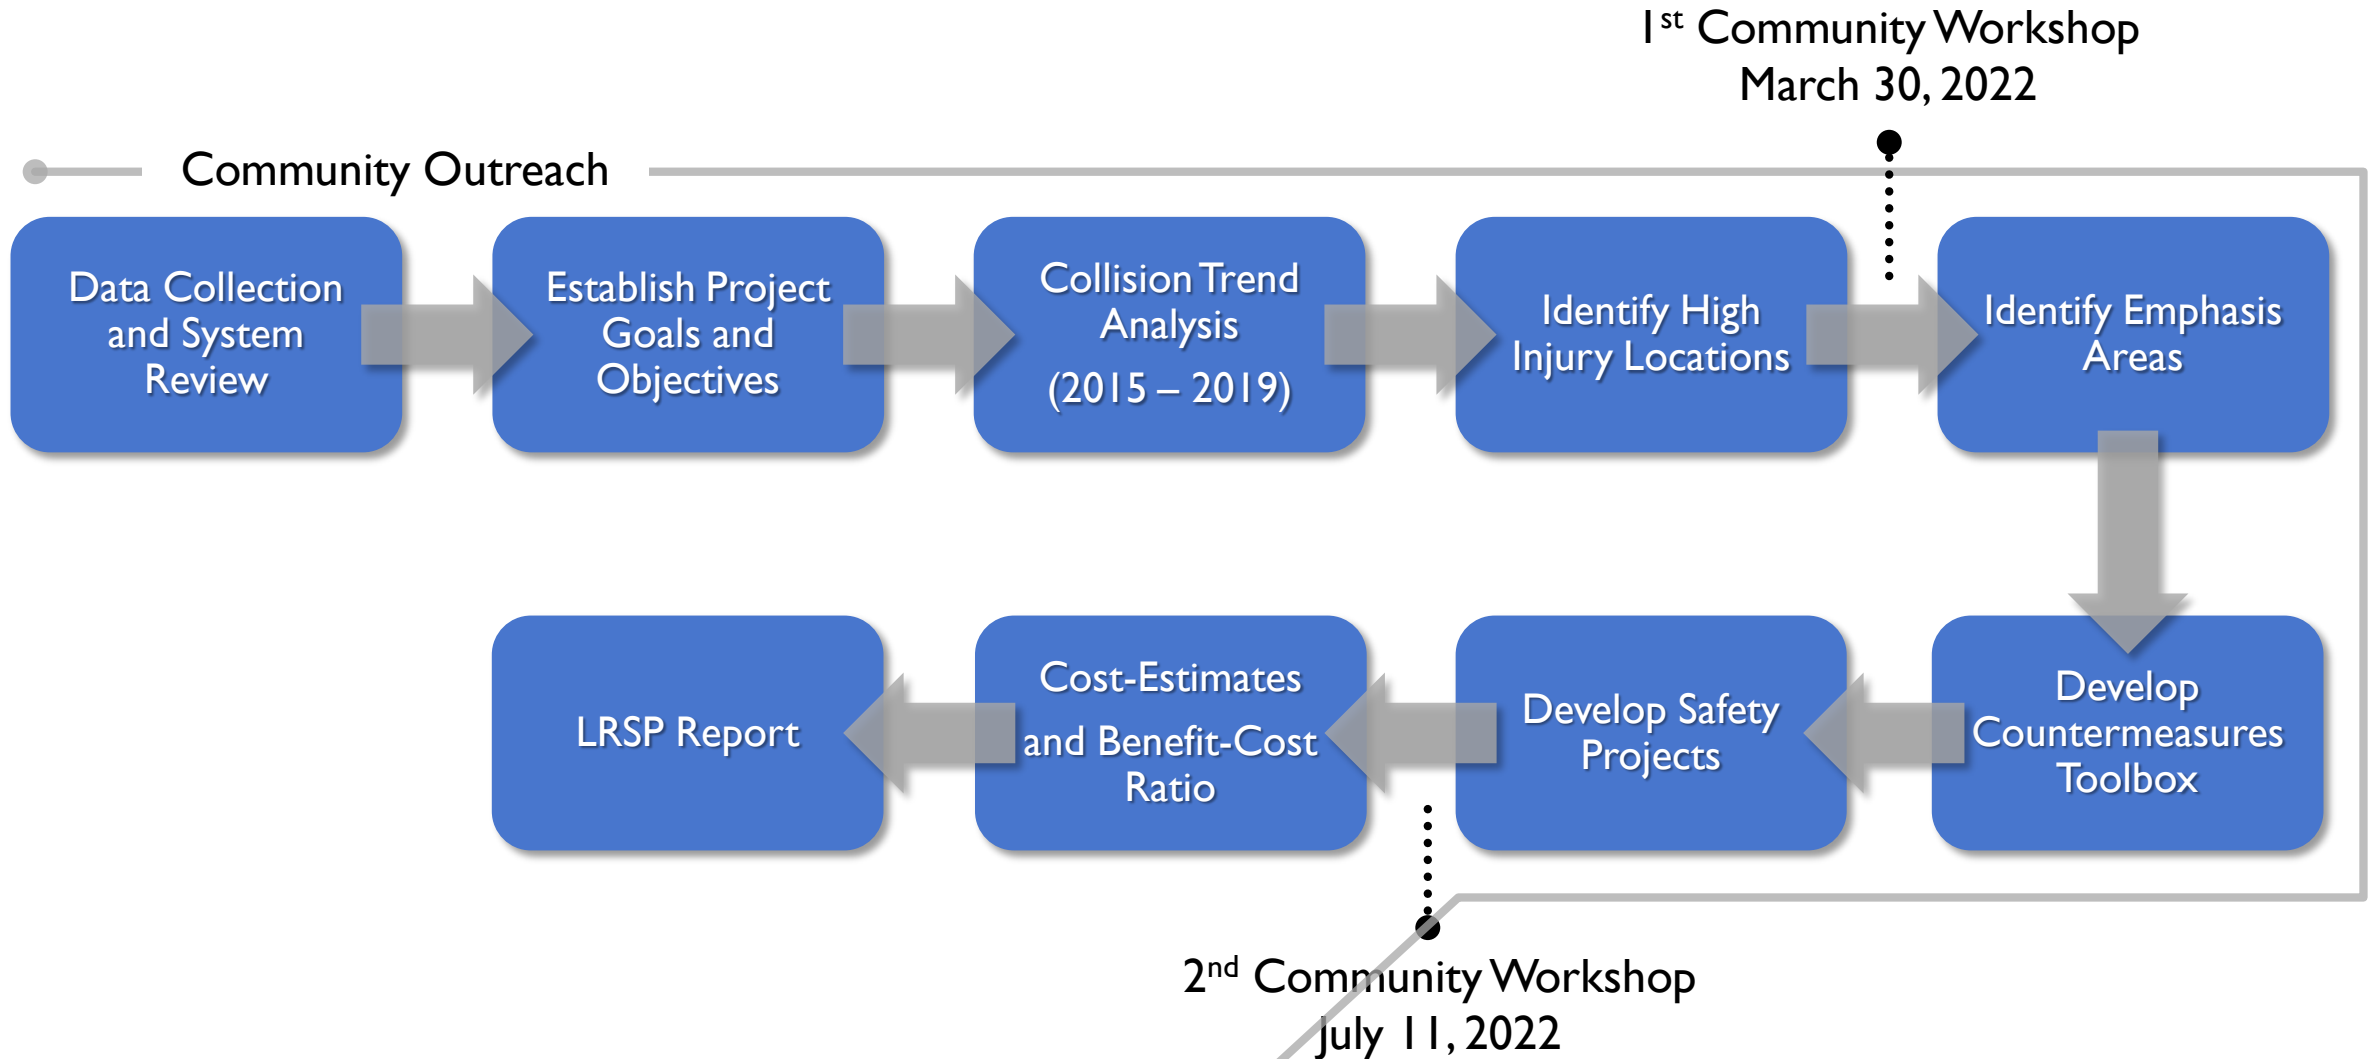 1st Community Workshop
March 30, 2022
Community Outreach
Data Collection
and System
Review
Establish Project
Goals and
Objectives
Collision Trend
Analysis
(2015 – 2019)
Identify High
Injury Locations
Identify Emphasis
Areas
LRSP Report
Cost-Estimates
and Benefit-Cost
Ratio
Develop Safety
Projects
Develop
Countermeasures
Toolbox
2nd Community Workshop
July 11, 2022